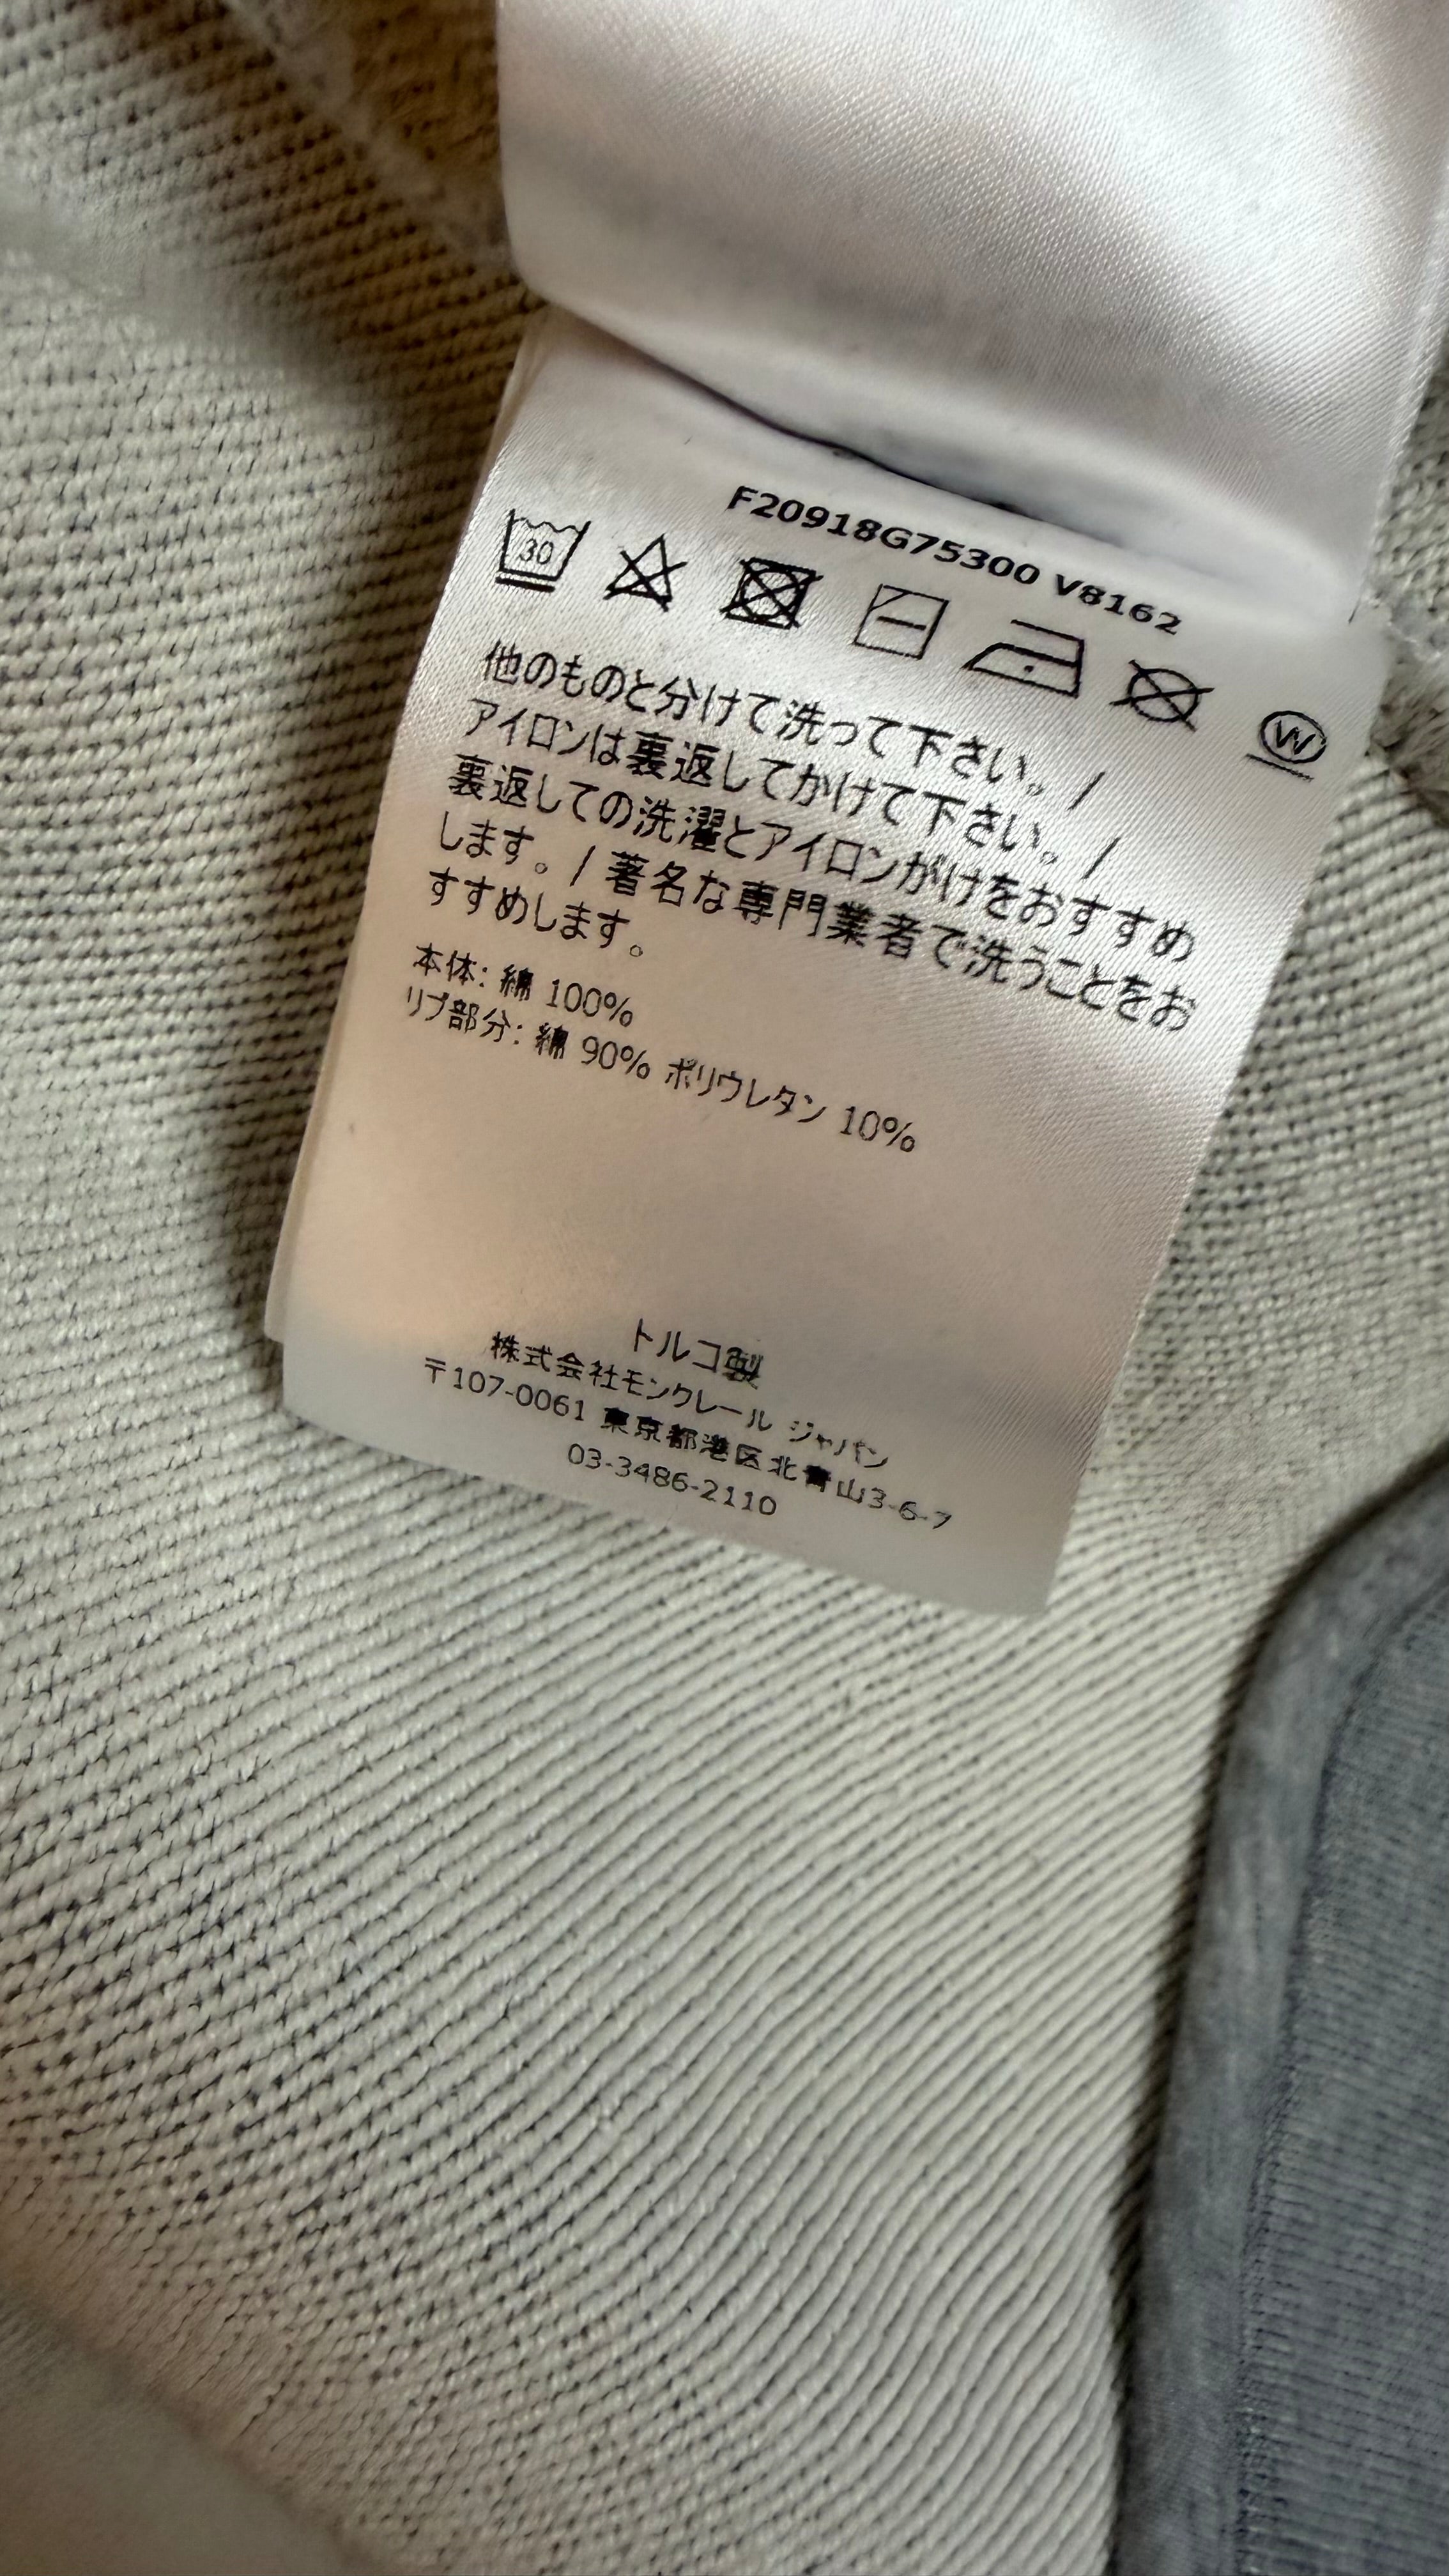 F20918G75300 V8162
30
W
他のものと分けて洗って下さい。/
アイロンは裏返してかけて下さい。/
裏返しての洗濯とアイロンがけをおすすめ
します。/ 著名な専門業者で洗うことをお
すすめします。
本体: 綿 100%
リブ部分: 綿 90% ポリウレタン 10%
トルコ製
株式会社モンクレール ジャパン
〒107-0061 東京都港区北青山3-6-7
03-3486-2110